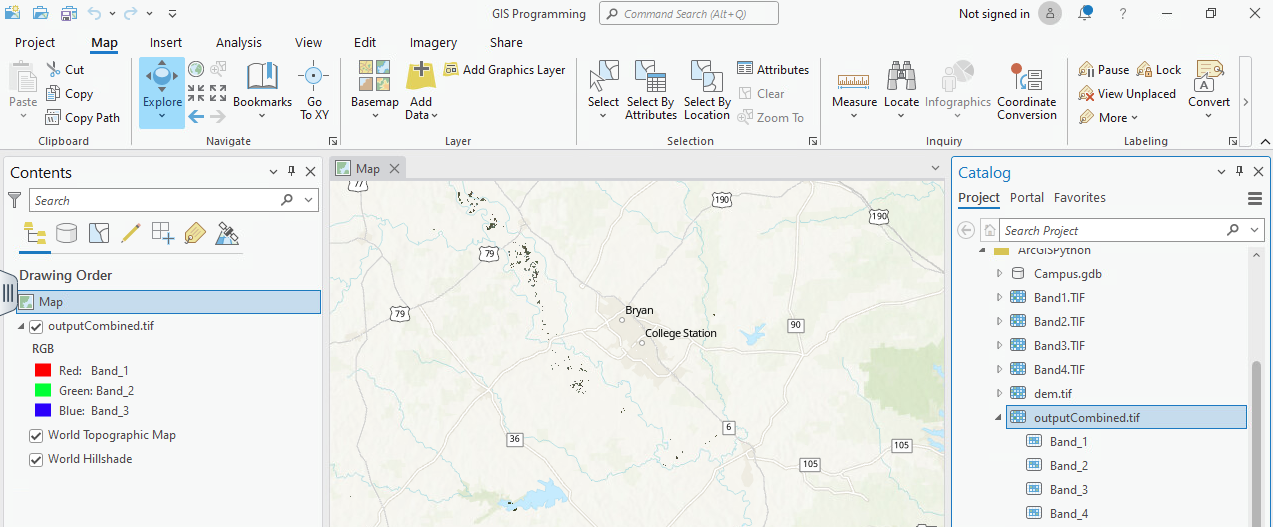 GIS Programming
Command Search (Alt+Q)
Not signed in
?
Project
Map
Insert
Analysis
View
Edit
Imagery
Share
Paste
Cut
Copy
Copy Path
Clipboard
Explore
Bookmarks
Go To XY
Navigate
Basemap
Add Data
Add Graphics Layer
Layer
Select
Select By Attributes
Select By Location
Attributes
Clear
Zoom To
Selection
Measure
Locate
Infographics
Coordinate Conversion
Inquiry
Pause
Lock
View Unplaced
More
Convert
Labeling
Contents
Search
Drawing Order
Map
outputCombined.tif
RGB
Red: Band_1
Green: Band_2
Blue: Band_3
World Topographic Map
World Hillshade
Map
77
190
190
79
79
Bryan
College Station
90
6
36
105
105
Catalog
Project
Portal
Favorites
Search Project
ArcGISPython
Campus.gdb
Band1.TIF
Band2.TIF
Band3.TIF
Band4.TIF
dem.tif
outputCombined.tif
Band_1
Band_2
Band_3
Band_4